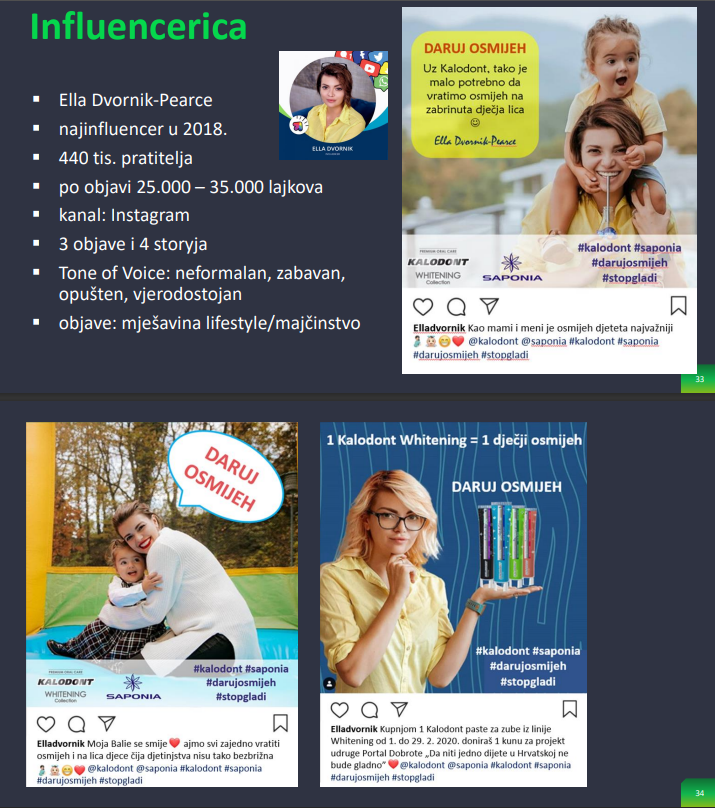 Influencerica
Ella Dvornik-Pearce
najinfluencer u 2018.
440 tis. pratitelja
po objavi 25.000 – 35.000 lajkova
kanal: Instagram
3 objave i 4 storyja
Tone of Voice: neformalan, zabavan,
opušten, vjerodostojan
objave: mješavina lifestyle/majčinstvo
ELLA DVORNIK
DARUJ OSMIJEH
Uz Kalodont, tako je
malo potrebno da
vratimo osmijeh na
zabrinuta dječja lica
Ella Dvornik-Pearce
PREMIUM ORAL CARE
KALODONT
WHITENING
Collection
SAPONIA
#kalodont #saponia
#darujosmijeh
#stopgladi
Elladvornik Kao mami i meni je osmijeh djeteta najvažniji
@kalodont @saponia #kalodont #saponia
#darujosmijeh #stopgladi
33
DARUJ
OSMIJEH
PREMIUM ORAL CARE
KALODONT
WHITENING
Collection
SAPONIA
#kalodont #saponia
#darujosmijeh
#stopgladi
Elladvornik Moja Balie se smije ajmo svi zajedno vratiti
osmijeh i na lica djece čija djetinjstva nisu tako bezbrižna
@kalodont @saponia #kalodont #saponia
#darujosmijeh #stopgladi
1 Kalodont Whitening = 1 dječji osmijeh
DARUJ OSMIJEH
#kalodont #saponia
#darujosmijeh
#stopgladi
Elladvornik Kupnjom 1 Kalodont paste za zube iz linije
Whitening od 1. do 29. 2. 2020. doniraš 1 kunu za projekt
udruge Portal Dobrote „Da niti jedno dijete u Hrvatskoj ne
bude gladno“ @kalodont @saponia #kalodont #saponia
#darujosmijeh #stopgladi
34